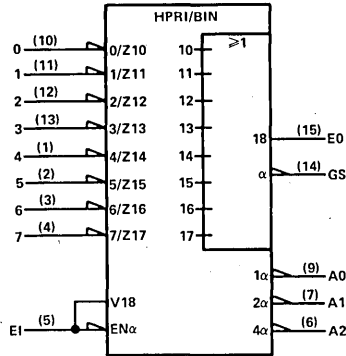 HPRI/BIN
≥1
0 (10) 0/Z10 10
1 (11) 1/Z11 11
2 (12) 2/Z12 12
3 (13) 3/Z13 13
18 (15) E0
4 (1) 4/Z14 14
α (14) GS
5 (2) 5/Z15 15
6 (3) 6/Z16 16
7 (4) 7/Z17 17
1α (9) A0
V18
2α (7) A1
EI (5) ENα
4α (6) A2